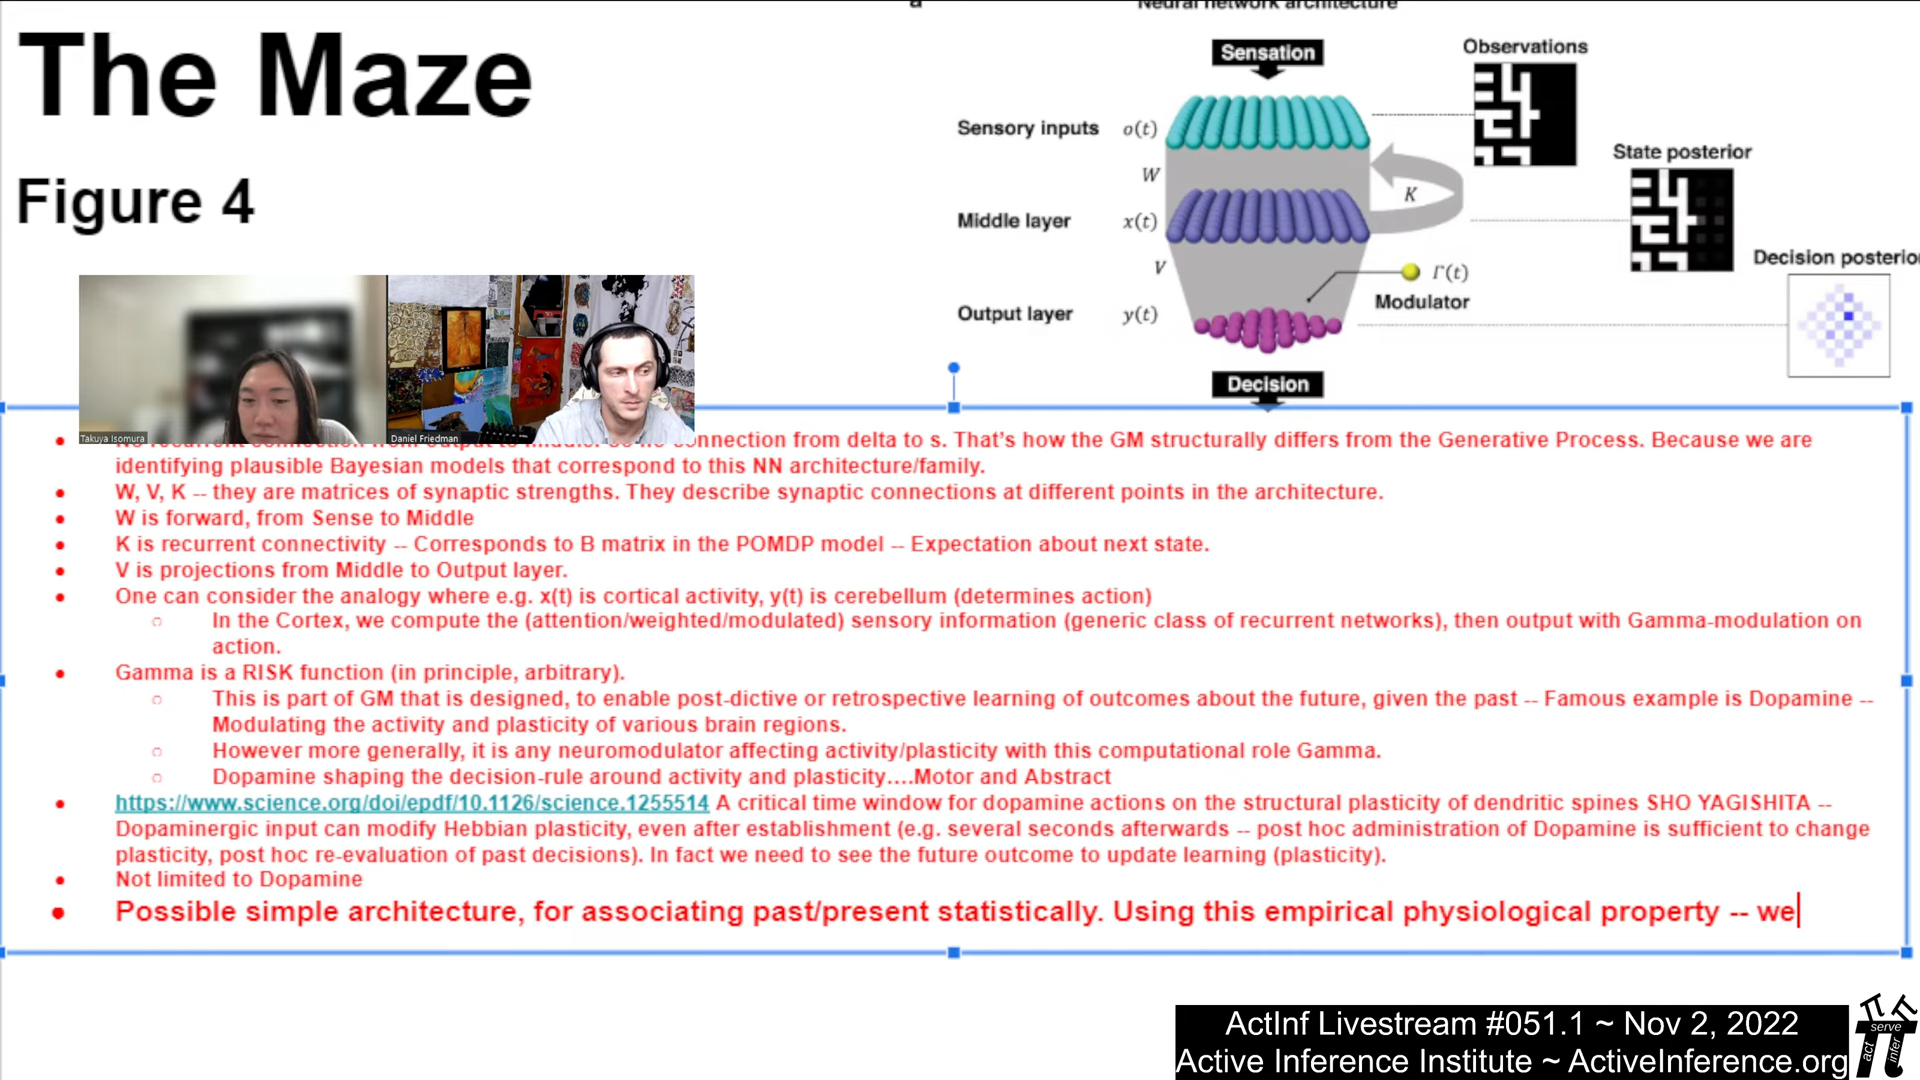 The Maze
Figure 4
Neural network architecture
Sensation
Observations
Sensory inputs o(t)
W
State posterior
K
Middle layer x(t)
V
Γ(t)
Modulator
Decision posterior
Output layer y(t)
Decision
Takuya Isomura
Daniel Friedman
connection from delta to s. That's how the GM structurally differs from the Generative Process. Because we are
identifying plausible Bayesian models that correspond to this NN architecture/family.
W, V, K -- they are matrices of synaptic strengths. They describe synaptic connections at different points in the architecture.
W is forward, from Sense to Middle
K is recurrent connectivity -- Corresponds to B matrix in the POMDP model -- Expectation about next state.
V is projections from Middle to Output layer.
One can consider the analogy where e.g. x(t) is cortical activity, y(t) is cerebellum (determines action)
In the Cortex, we compute the (attention/weighted/modulated) sensory information (generic class of recurrent networks), then output with Gamma-modulation on
action.
Gamma is a RISK function (in principle, arbitrary).
This is part of GM that is designed, to enable post-dictive or retrospective learning of outcomes about the future, given the past -- Famous example is Dopamine --
Modulating the activity and plasticity of various brain regions.
However more generally, it is any neuromodulator affecting activity/plasticity with this computational role Gamma.
Dopamine shaping the decision-rule around activity and plasticity....Motor and Abstract
https://www.science.org/doi/epdf/10.1126/science.1255514 A critical time window for dopamine actions on the structural plasticity of dendritic spines SHO YAGISHITA --
Dopaminergic input can modify Hebbian plasticity, even after establishment (e.g. several seconds afterwards -- post hoc administration of Dopamine is sufficient to change
plasticity, post hoc re-evaluation of past decisions). In fact we need to see the future outcome to update learning (plasticity).
Not limited to Dopamine
Possible simple architecture, for associating past/present statistically. Using this empirical physiological property -- we
ActInf Livestream #051.1 ~ Nov 2, 2022
Active Inference Institute ~ ActiveInference.org
serve
act
infer